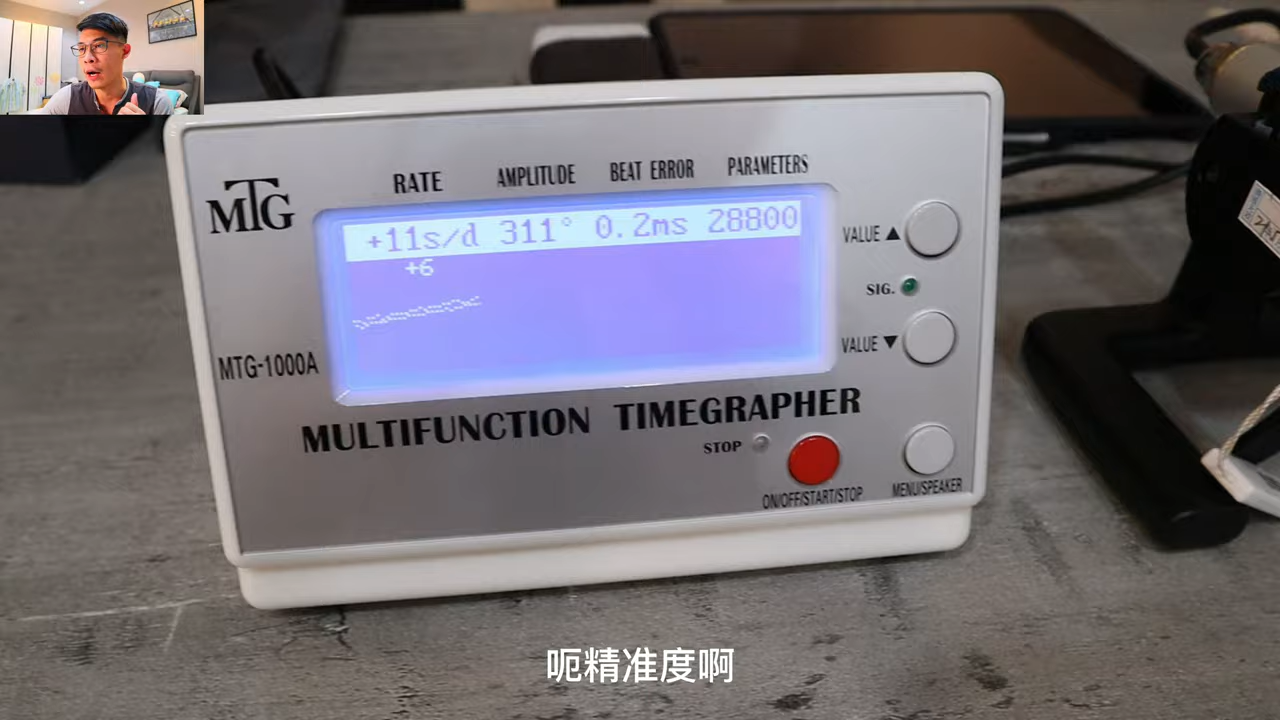 RATE AMPLITUDE BEAT ERROR PARAMETERS
MTG
+11s/d 311° 0.2ms 28800
+6
VALUE ▲
SIG.
VALUE ▼
MTG-1000A
MULTIFUNCTION TIMEGRAPHER
STOP
ON/OFF/START/STOP
MENU/SPEAKER
呃精准度啊